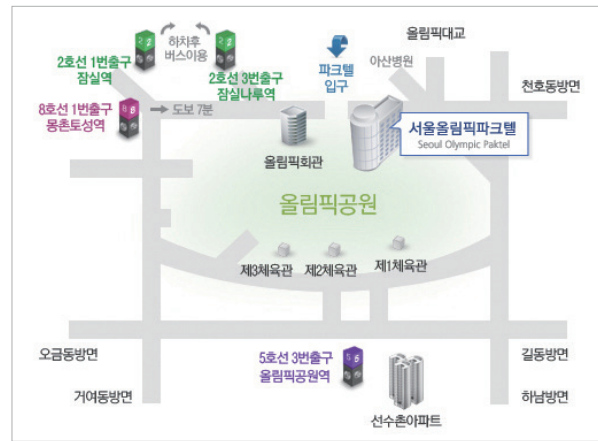 올림픽대교
하차후
버스이용
2호선 1번출구
잠실역
2호선 3번출구
잠실나루역
파크텔
입구
아산병원
천호동방면
8호선 1번출구
몽촌토성역
도보 7분
서울올림픽파크텔
Seoul Olympic Paktel
올림픽회관
올림픽공원
제3체육관
제2체육관
제1체육관
오금동방면
5호선 3번출구
올림픽공원역
길동방면
거여동방면
선수촌아파트
하남방면